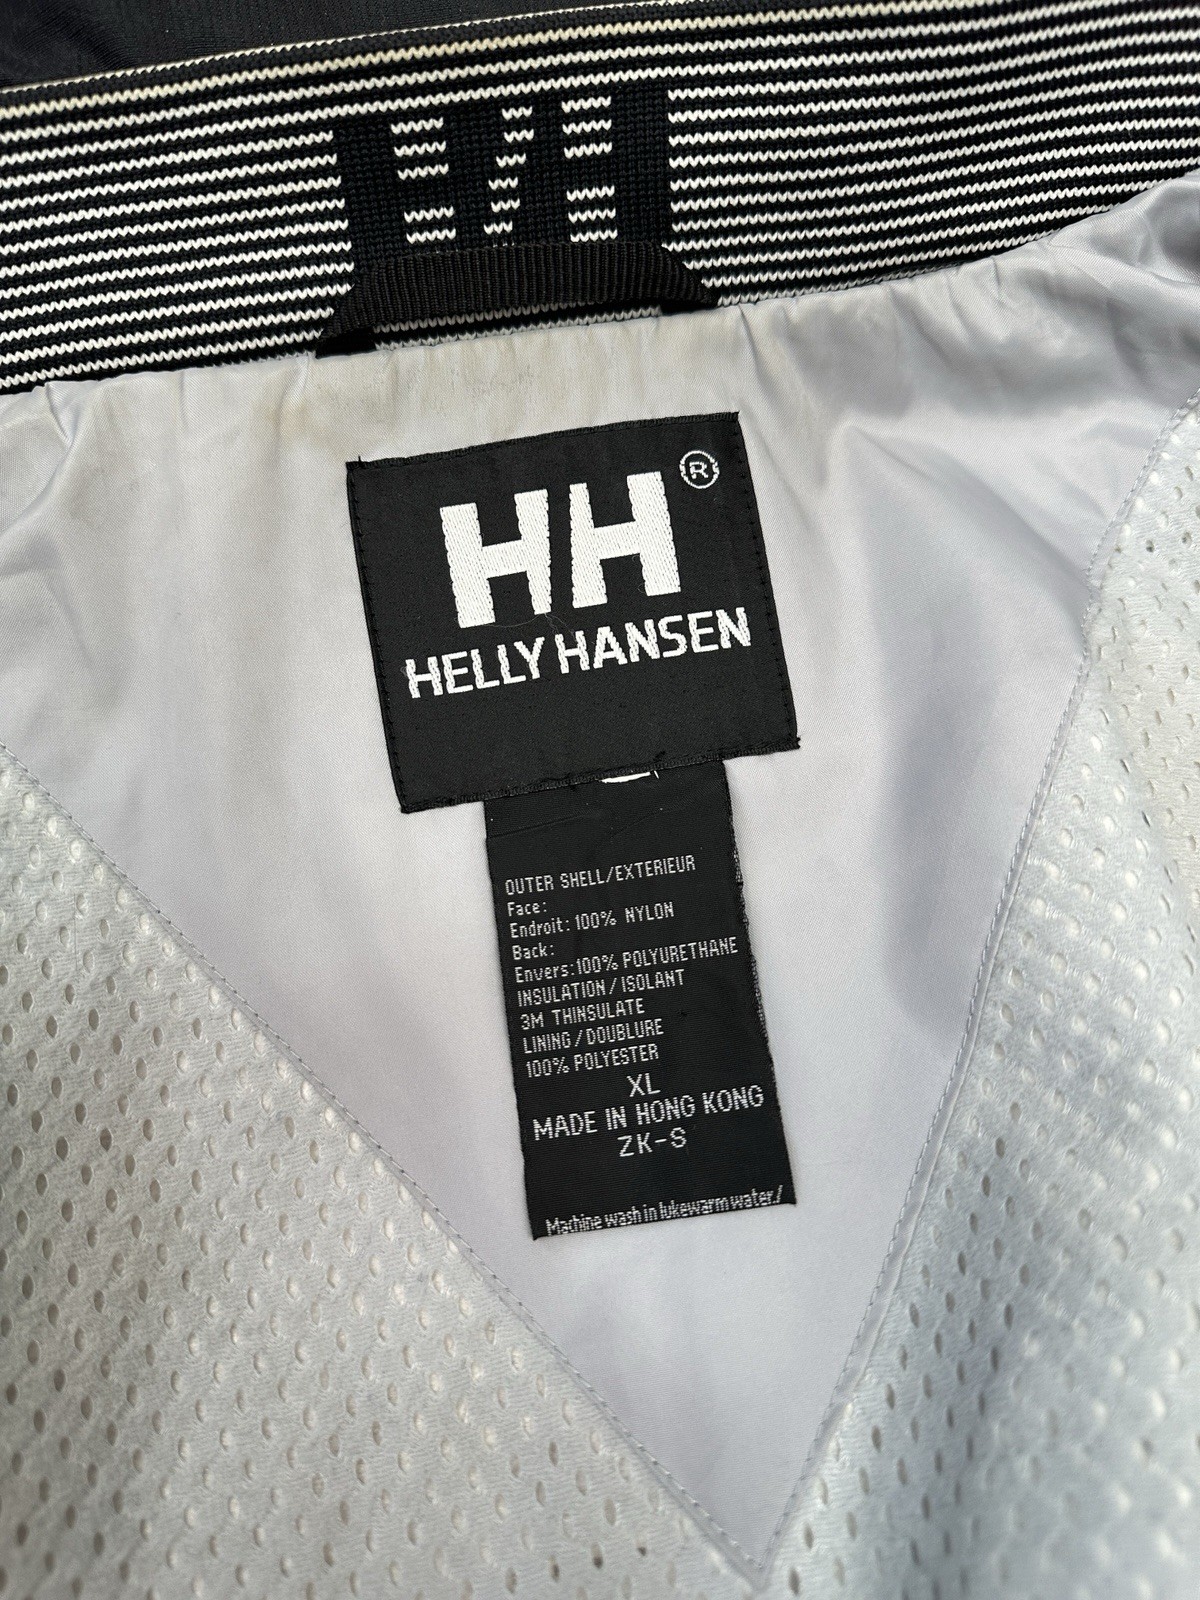 HH
HH®
HELLY HANSEN
OUTER SHELL/EXTERIEUR
Face:
Endroit: 100% NYLON
Back:
Envers:100% POLYURETHANE
INSULATION/ISOLANT
3M THINSULATE
LINING/DOUBLURE
100% POLYESTER
XL
MADE IN HONG KONG
ZK-S
Machine wash in lukewarm water./